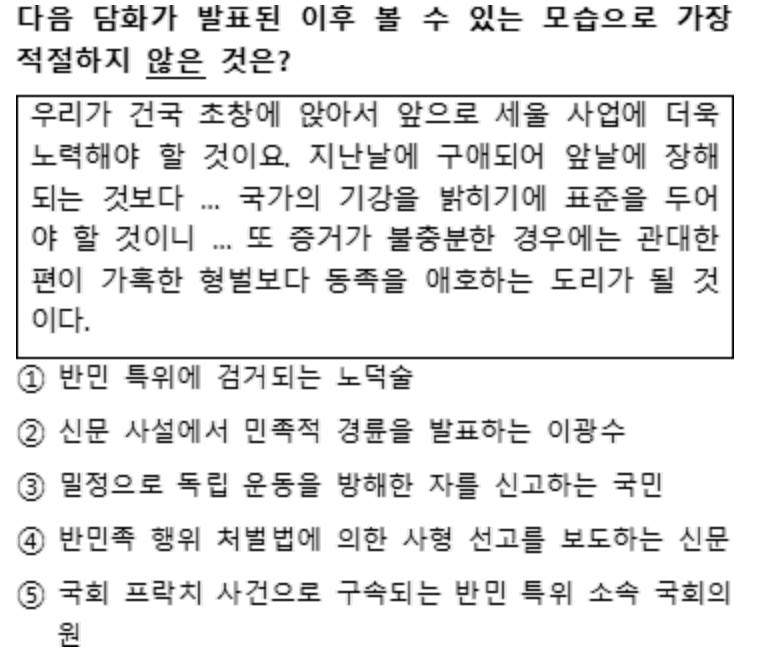 다음 담화가 발표된 이후 볼 수 있는 모습으로 가장
적절하지 않은 것은?
우리가 건국 초창에 앉아서 앞으로 세울 사업에 더욱
노력해야 할 것이요. 지난날에 구애되어 앞날에 장해
되는 것보다 ... 국가의 기강을 밝히기에 표준을 두어
야 할 것이니 ... 또 증거가 불충분한 경우에는 관대한
편이 가혹한 형벌보다 동족을 애호하는 도리가 될 것
이다.
① 반민 특위에 검거되는 노덕술
② 신문 사설에서 민족적 경륜을 발표하는 이광수
③ 밀정으로 독립 운동을 방해한 자를 신고하는 국민
④ 반민족 행위 처벌법에 의한 사형 선고를 보도하는 신문
⑤ 국회 프락치 사건으로 구속되는 반민 특위 소속 국회의
원